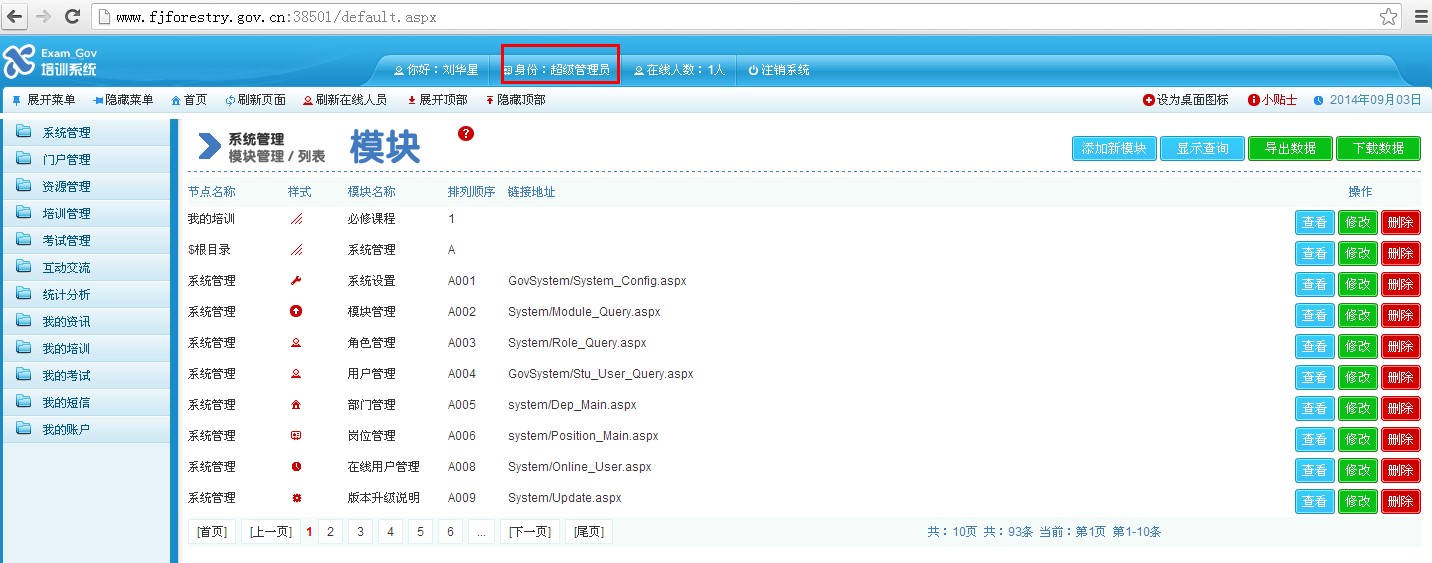 www.fjforestry.gov.cn:38501/default.aspx
Exam_Gov
培训系统
你好：刘华星 身份：超级管理员 在线人数：1人 注销系统
展开菜单 隐藏菜单 首页 刷新页面 刷新在线人员 展开顶部 隐藏顶部 设为桌面图标 小贴士 2014年09月03日
系统管理
门户管理
资源管理
培训管理
考试管理
互动交流
统计分析
我的资讯
我的培训
我的考试
我的短信
我的账户
系统管理
模块管理 / 列表
模块
?
添加新模块 显示查询 导出数据 下载数据
节点名称 样式 模块名称 排列顺序 链接地址 操作
我的培训 必修课程 1 查看 修改 删除
$根目录 系统管理 A 查看 修改 删除
系统管理 系统设置 A001 GovSystem/System_Config.aspx 查看 修改 删除
系统管理 模块管理 A002 System/Module_Query.aspx 查看 修改 删除
系统管理 角色管理 A003 System/Role_Query.aspx 查看 修改 删除
系统管理 用户管理 A004 GovSystem/Stu_User_Query.aspx 查看 修改 删除
系统管理 部门管理 A005 system/Dep_Main.aspx 查看 修改 删除
系统管理 岗位管理 A006 system/Position_Main.aspx 查看 修改 删除
系统管理 在线用户管理 A008 System/Online_User.aspx 查看 修改 删除
系统管理 版本升级说明 A009 System/Update.aspx 查看 修改 删除
[首页] [上一页] 1 2 3 4 5 6 ... [下一页] [尾页] 共：10页 共：93条 当前：第1页 第1-10条